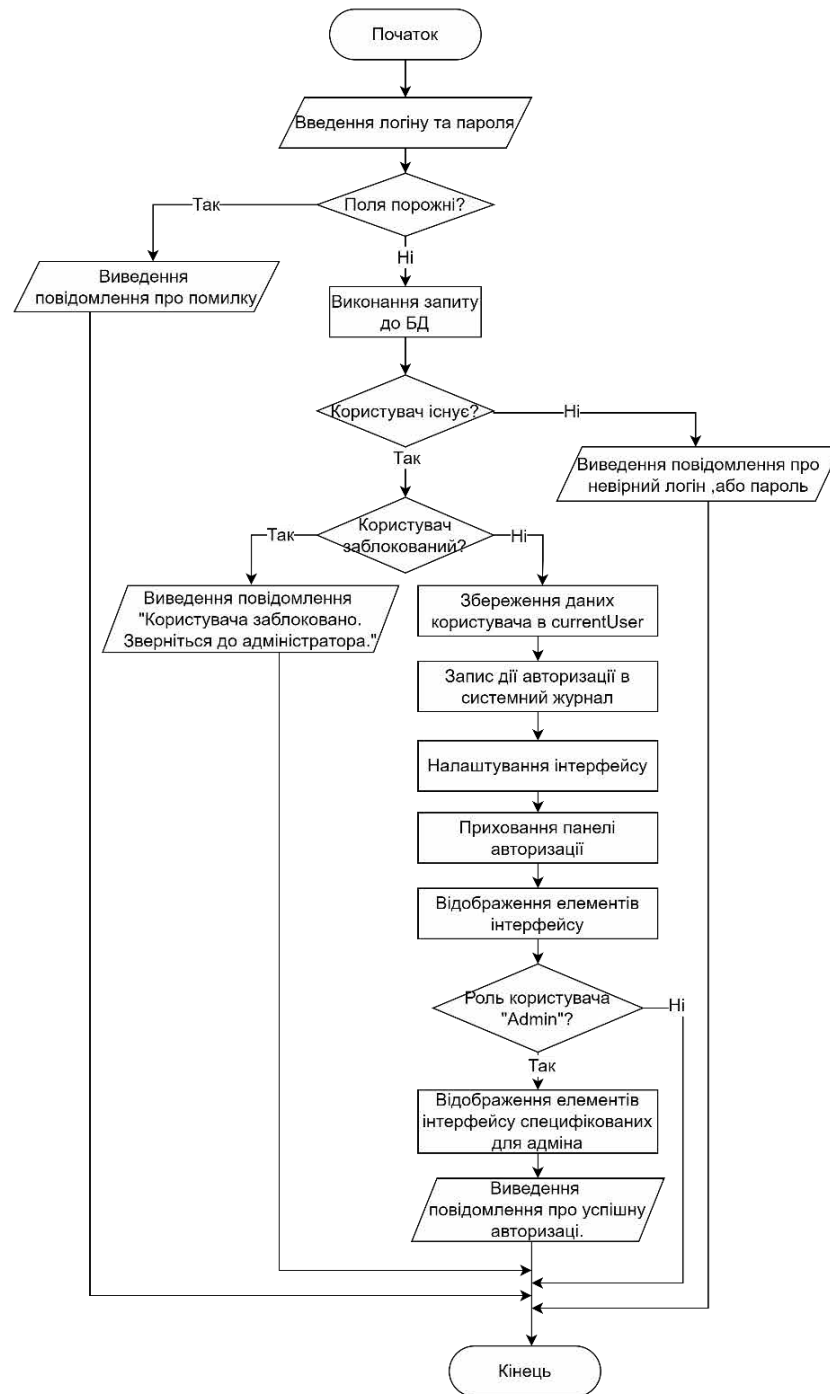 Початок
Введення логіну та пароля
Поля порожні?
Так
Ні
Виведення
повідомлення про помилку
Виконання запиту
до БД
Користувач існує?
Ні
Так
Виведення повідомлення про
невірний логін ,або пароль
Користувач
заблокований?
Так
Ні
Виведення повідомлення
"Користувача заблоковано.
Зверніться до адміністратора."
Збереження даних
користувача в currentUser
Запис дії авторизації в
системний журнал
Налаштування інтерфейсу
Приховання панелі
авторизації
Відображення елементів
інтерфейсу
Роль користувача
"Admin"?
Ні
Так
Відображення елементів
інтерфейсу специфікованих
для адміна
Виведення
повідомлення про успішну
авторизаці.
Кінець